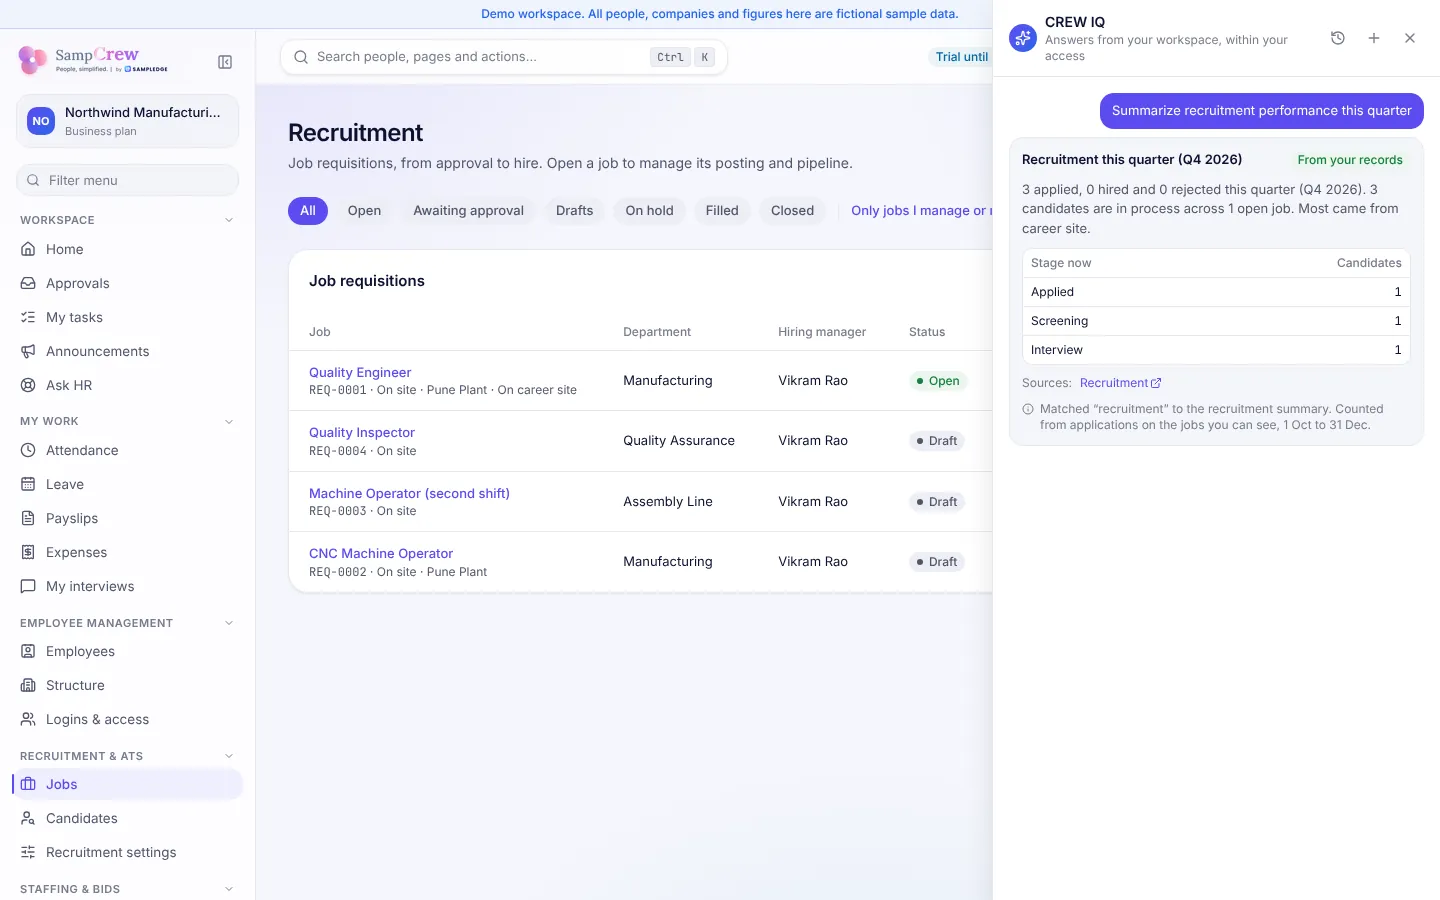 Demo workspace. All people, companies and figures here are fictional sample data.
SampCrew
People, simplified. | by SAMPLEDGE
NO
Northwind Manufacturi...
Business plan
Filter menu
WORKSPACE
Home
Approvals
My tasks
Announcements
Ask HR
MY WORK
Attendance
Leave
Payslips
Expenses
My interviews
EMPLOYEE MANAGEMENT
Employees
Structure
Logins & access
RECRUITMENT & ATS
Jobs
Candidates
Recruitment settings
STAFFING & BIDS
Search people, pages and actions... Ctrl K
Trial until
Recruitment
Job requisitions, from approval to hire. Open a job to manage its posting and pipeline.
All Open Awaiting approval Drafts On hold Filled Closed Only jobs I manage or
Job requisitions
Job Department Hiring manager Status
Quality Engineer
REQ-0001 · On site · Pune Plant · On career site
Manufacturing Vikram Rao Open
Quality Inspector
REQ-0004 · On site
Quality Assurance Vikram Rao Draft
Machine Operator (second shift)
REQ-0003 · On site
Assembly Line Vikram Rao Draft
CNC Machine Operator
REQ-0002 · On site · Pune Plant
Manufacturing Vikram Rao Draft
CREW IQ
Answers from your workspace, within your
access
Summarize recruitment performance this quarter
Recruitment this quarter (Q4 2026) From your records
3 applied, 0 hired and 0 rejected this quarter (Q4 2026). 3
candidates are in process across 1 open job. Most came from
career site.
Stage now Candidates
Applied 1
Screening 1
Interview 1
Sources: Recruitment
Matched “recruitment” to the recruitment summary. Counted
from applications on the jobs you can see, 1 Oct to 31 Dec.